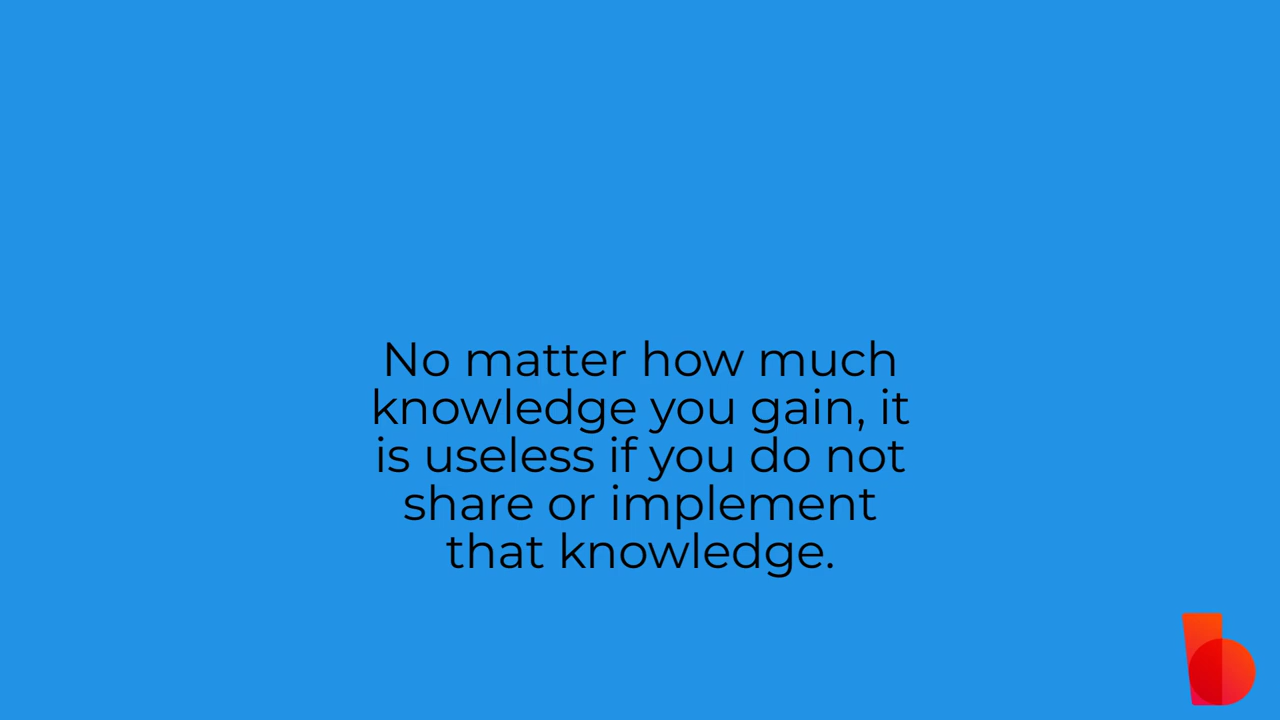 No matter how much
knowledge you gain, it
is useless if you do not
share or implement
that knowledge.
b